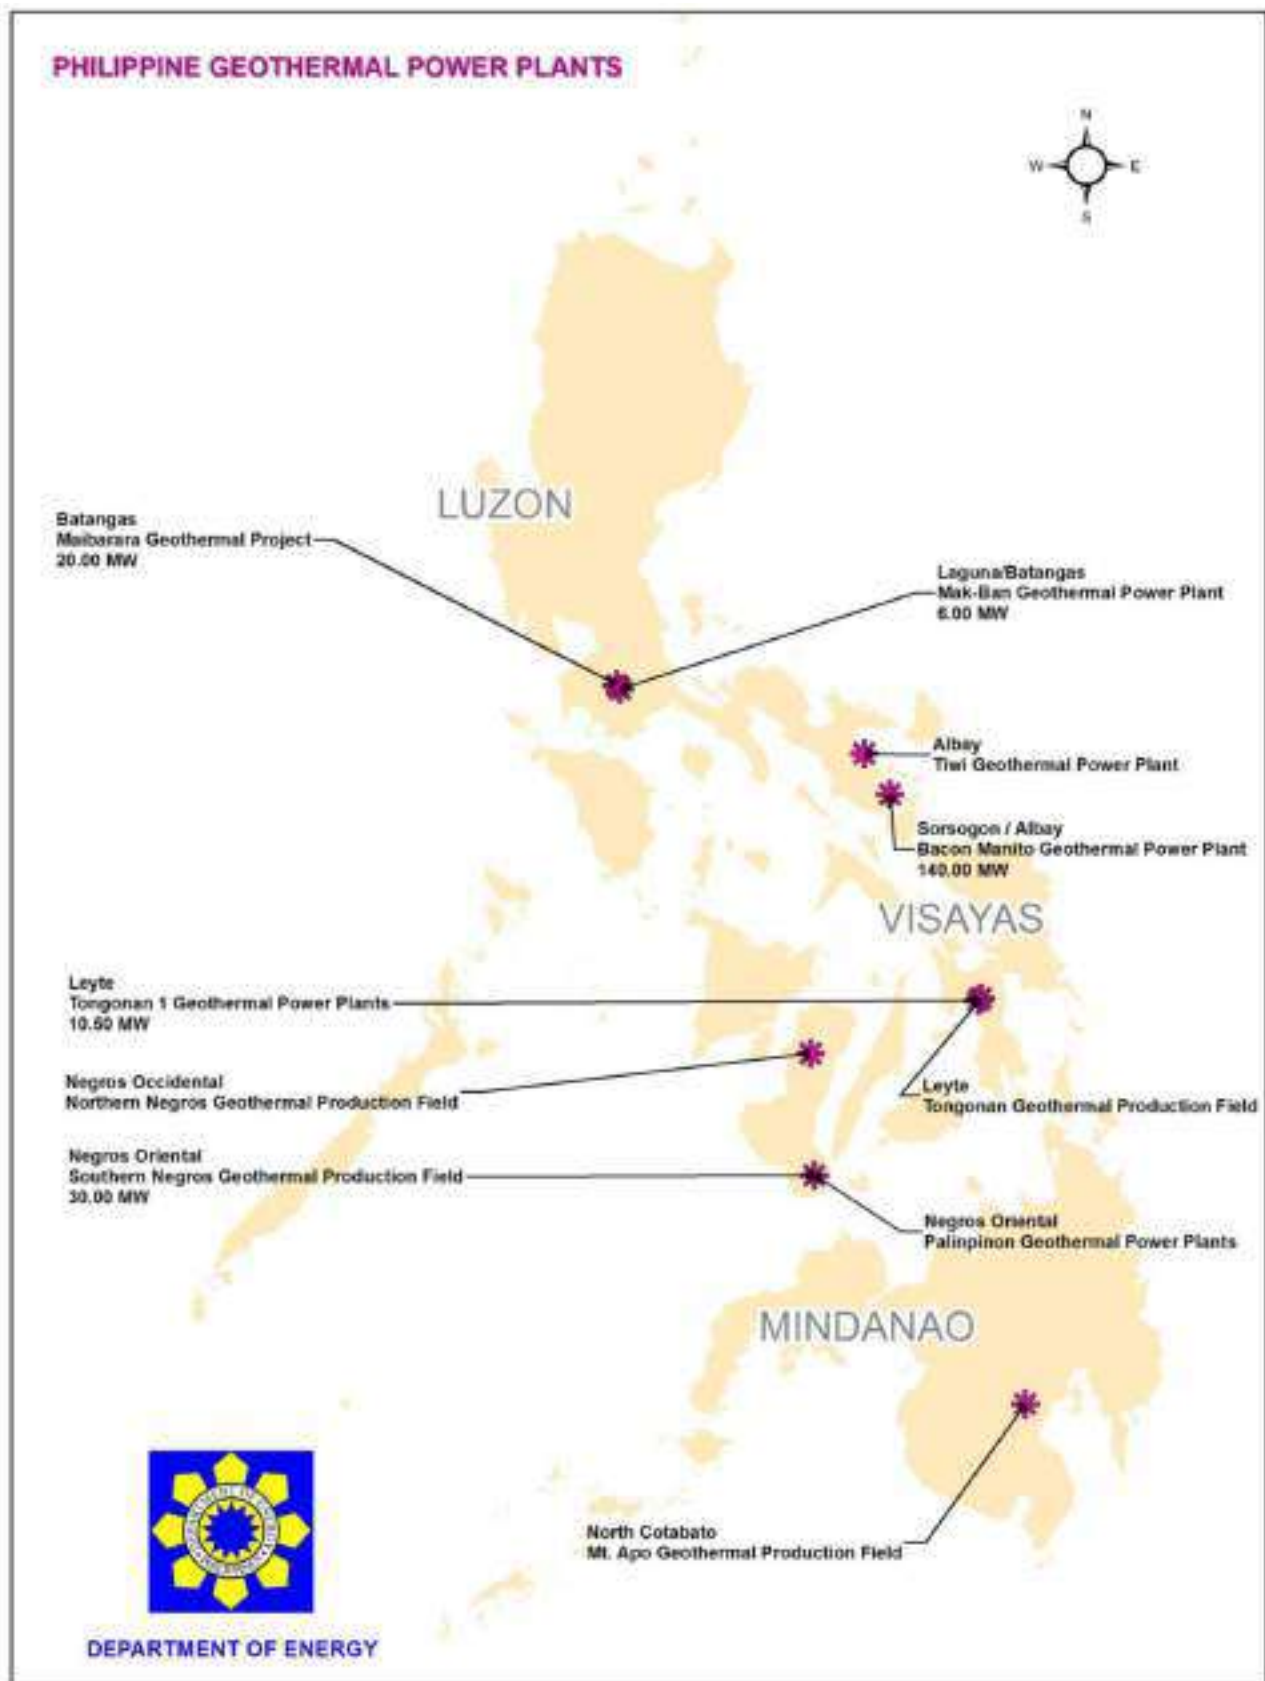 PHILIPPINE GEOTHERMAL POWER PLANTS
N
W
E
S
LUZON
Batangas
Maibarara Geothermal Project
20.00 MW
Laguna/Batangas
Mak-Ban Geothermal Power Plant
6.00 MW
Albay
Tiwi Geothermal Power Plant
Sorsogon / Albay
Bacon Manito Geothermal Power Plant
140.00 MW
VISAYAS
Leyte
Tongonan 1 Geothermal Power Plants
10.50 MW
Negros Occidental
Northern Negros Geothermal Production Field
Leyte
Tongonan Geothermal Production Field
Negros Oriental
Southern Negros Geothermal Production Field
30.00 MW
Negros Oriental
Palinpinon Geothermal Power Plants
MINDANAO
North Cotabato
Mt. Apo Geothermal Production Field
DEPARTMENT OF ENERGY
PHILIPPINES
DEPARTMENT OF ENERGY